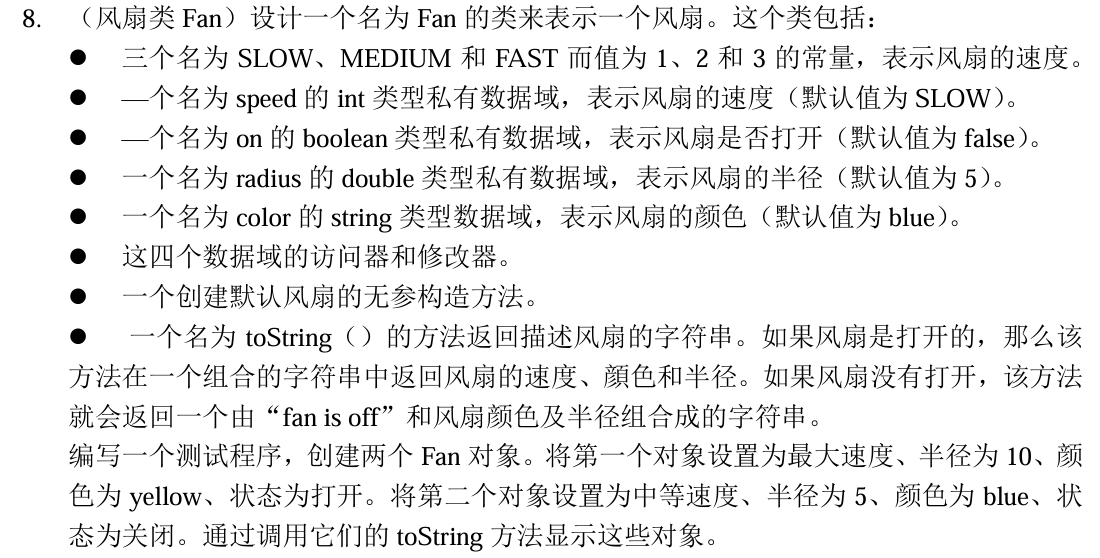 8. （风扇类 Fan）设计一个名为 Fan 的类来表示一个风扇。这个类包括：
● 三个名为 SLOW、MEDIUM 和 FAST 而值为 1、2 和 3 的常量，表示风扇的速度。
● —个名为 speed 的 int 类型私有数据域，表示风扇的速度（默认值为 SLOW）。
● —个名为 on 的 boolean 类型私有数据域，表示风扇是否打开（默认值为 false）。
● 一个名为 radius 的 double 类型私有数据域，表示风扇的半径（默认值为 5）。
● 一个名为 color 的 string 类型数据域，表示风扇的颜色（默认值为 blue）。
● 这四个数据域的访问器和修改器。
● 一个创建默认风扇的无参构造方法。
● 一个名为 toString（）的方法返回描述风扇的字符串。如果风扇是打开的，那么该
方法在一个组合的字符串中返回风扇的速度、顏色和半径。如果风扇没有打开，该方法
就会返回一个由“fan is off”和风扇颜色及半径组合成的字符串。
编写一个测试程序，创建两个 Fan 对象。将第一个对象设置为最大速度、半径为 10、颜
色为 yellow、状态为打开。将第二个对象设置为中等速度、半径为 5、颜色为 blue、状
态为关闭。通过调用它们的 toString 方法显示这些对象。